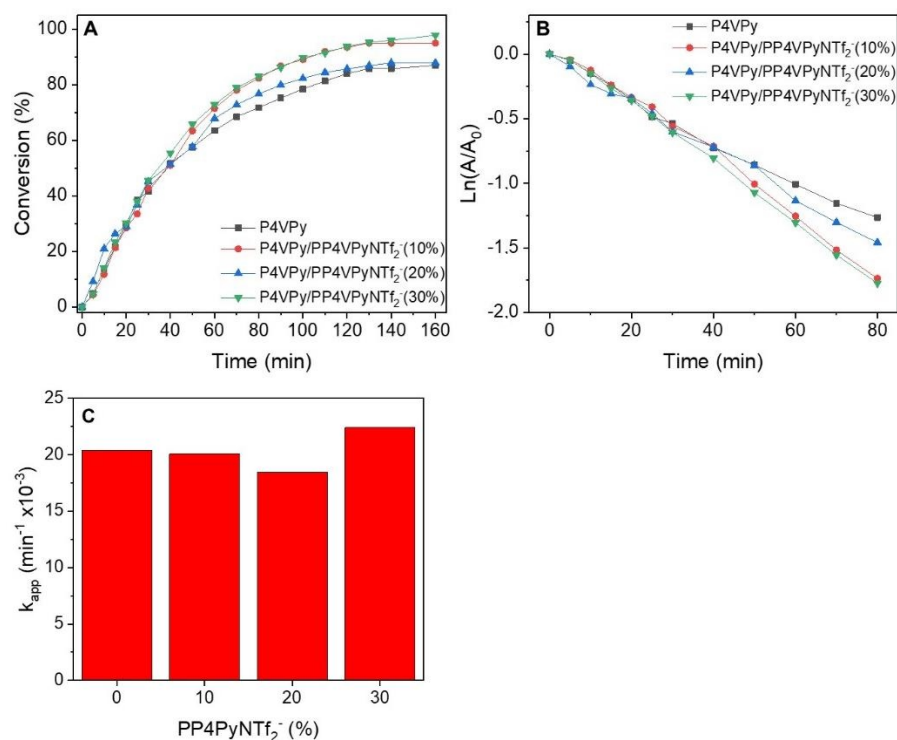 A
Conversion (%)
100
80
60
40
20
0
P4VPy
P4VPy/PP4VPyNTf₂⁻(10%)
P4VPy/PP4VPyNTf₂⁻(20%)
P4VPy/PP4VPyNTf₂⁻(30%)
0 20 40 60 80 100 120 140 160
Time (min)
B
Ln(A/A₀)
0.0
-0.5
-1.0
-1.5
-2.0
P4VPy
P4VPy/PP4VPyNTf₂⁻(10%)
P4VPy/PP4VPyNTf₂⁻(20%)
P4VPy/PP4VPyNTf₂⁻(30%)
0 20 40 60 80
Time (min)
C
k_app (min⁻¹ x10⁻³)
25
20
15
10
5
0
0 10 20 30
PP4PyNTf₂⁻ (%)